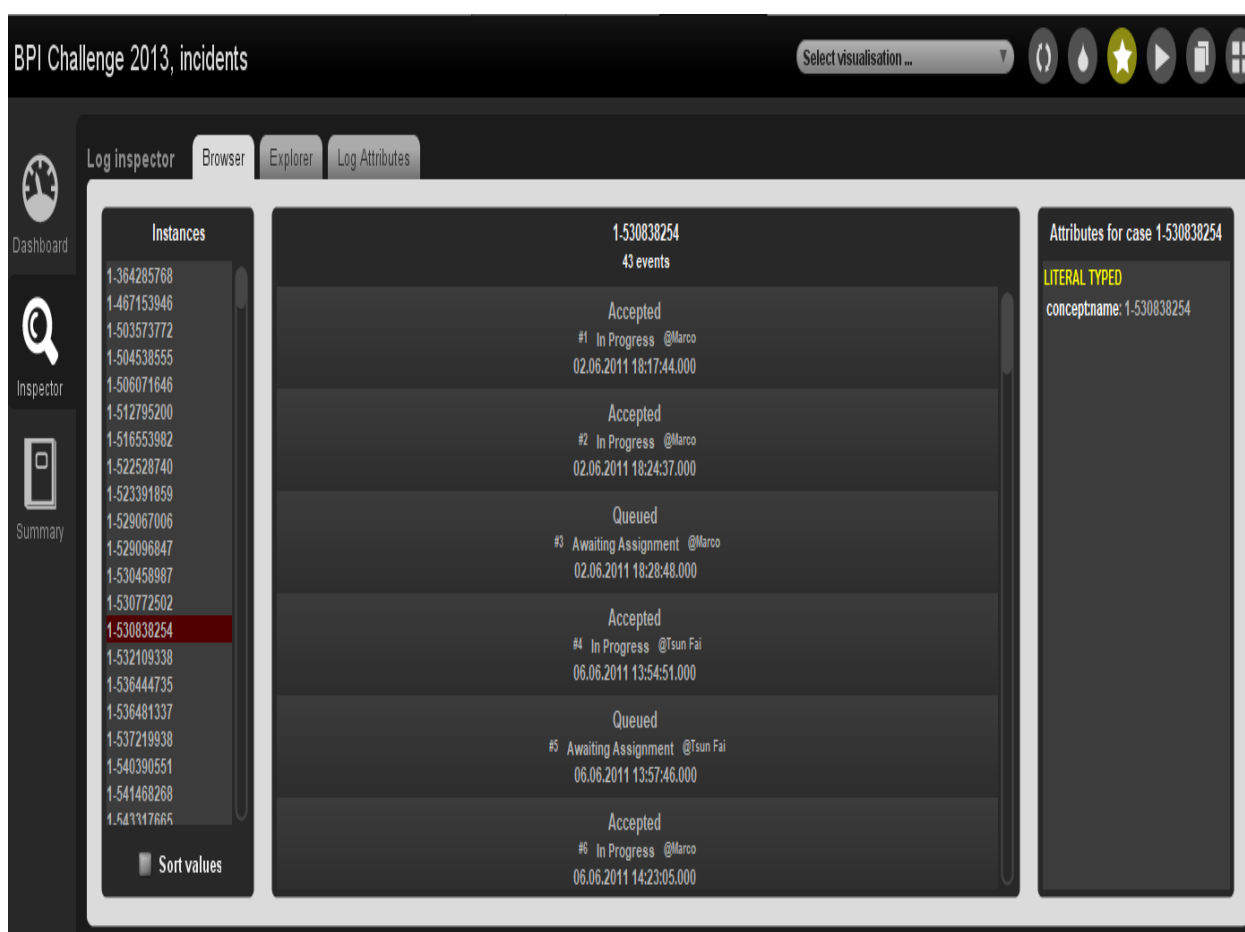 BPI Challenge 2013, incidents
Select visualisation ...
Log inspector
Browser
Explorer
Log Attributes
Dashboard
Inspector
Summary
Instances
1-364285768
1-467153946
1-503573772
1-504538555
1-506071646
1-512795200
1-516553982
1-522528740
1-523391859
1-529067006
1-529096847
1-530458987
1-530772502
1-530838254
1-532109338
1-536444735
1-536481337
1-537219938
1-540390551
1-541468268
1-543317665
Sort values
1-530838254
43 events
Accepted
#1 In Progress @Marco
02.06.2011 18:17:44.000
Accepted
#2 In Progress @Marco
02.06.2011 18:24:37.000
Queued
#3 Awaiting Assignment @Marco
02.06.2011 18:28:48.000
Accepted
#4 In Progress @Tsun Fai
06.06.2011 13:54:51.000
Queued
#5 Awaiting Assignment @Tsun Fai
06.06.2011 13:57:46.000
Accepted
#6 In Progress @Marco
06.06.2011 14:23:05.000
Attributes for case 1-530838254
LITERAL TYPED
concept:name: 1-530838254